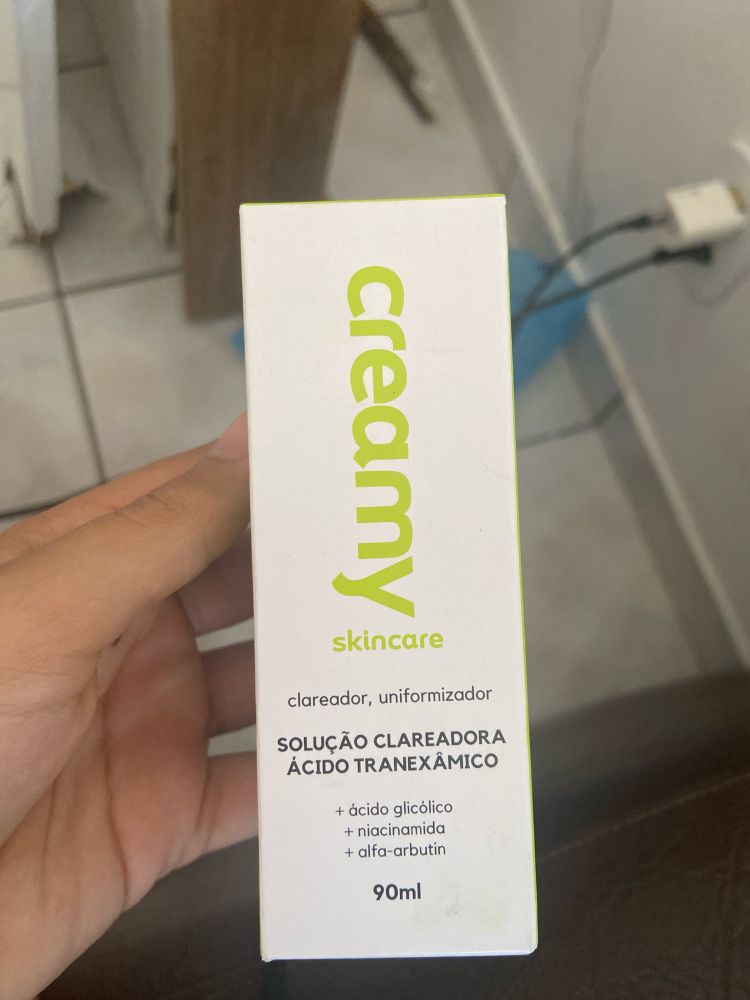 creamy
skincare
clareador, uniformizador
SOLUÇÃO CLAREADORA
ÁCIDO TRANEXÂMICO
+ ácido glicólico
+ niacinamida
+ alfa-arbutin
90ml